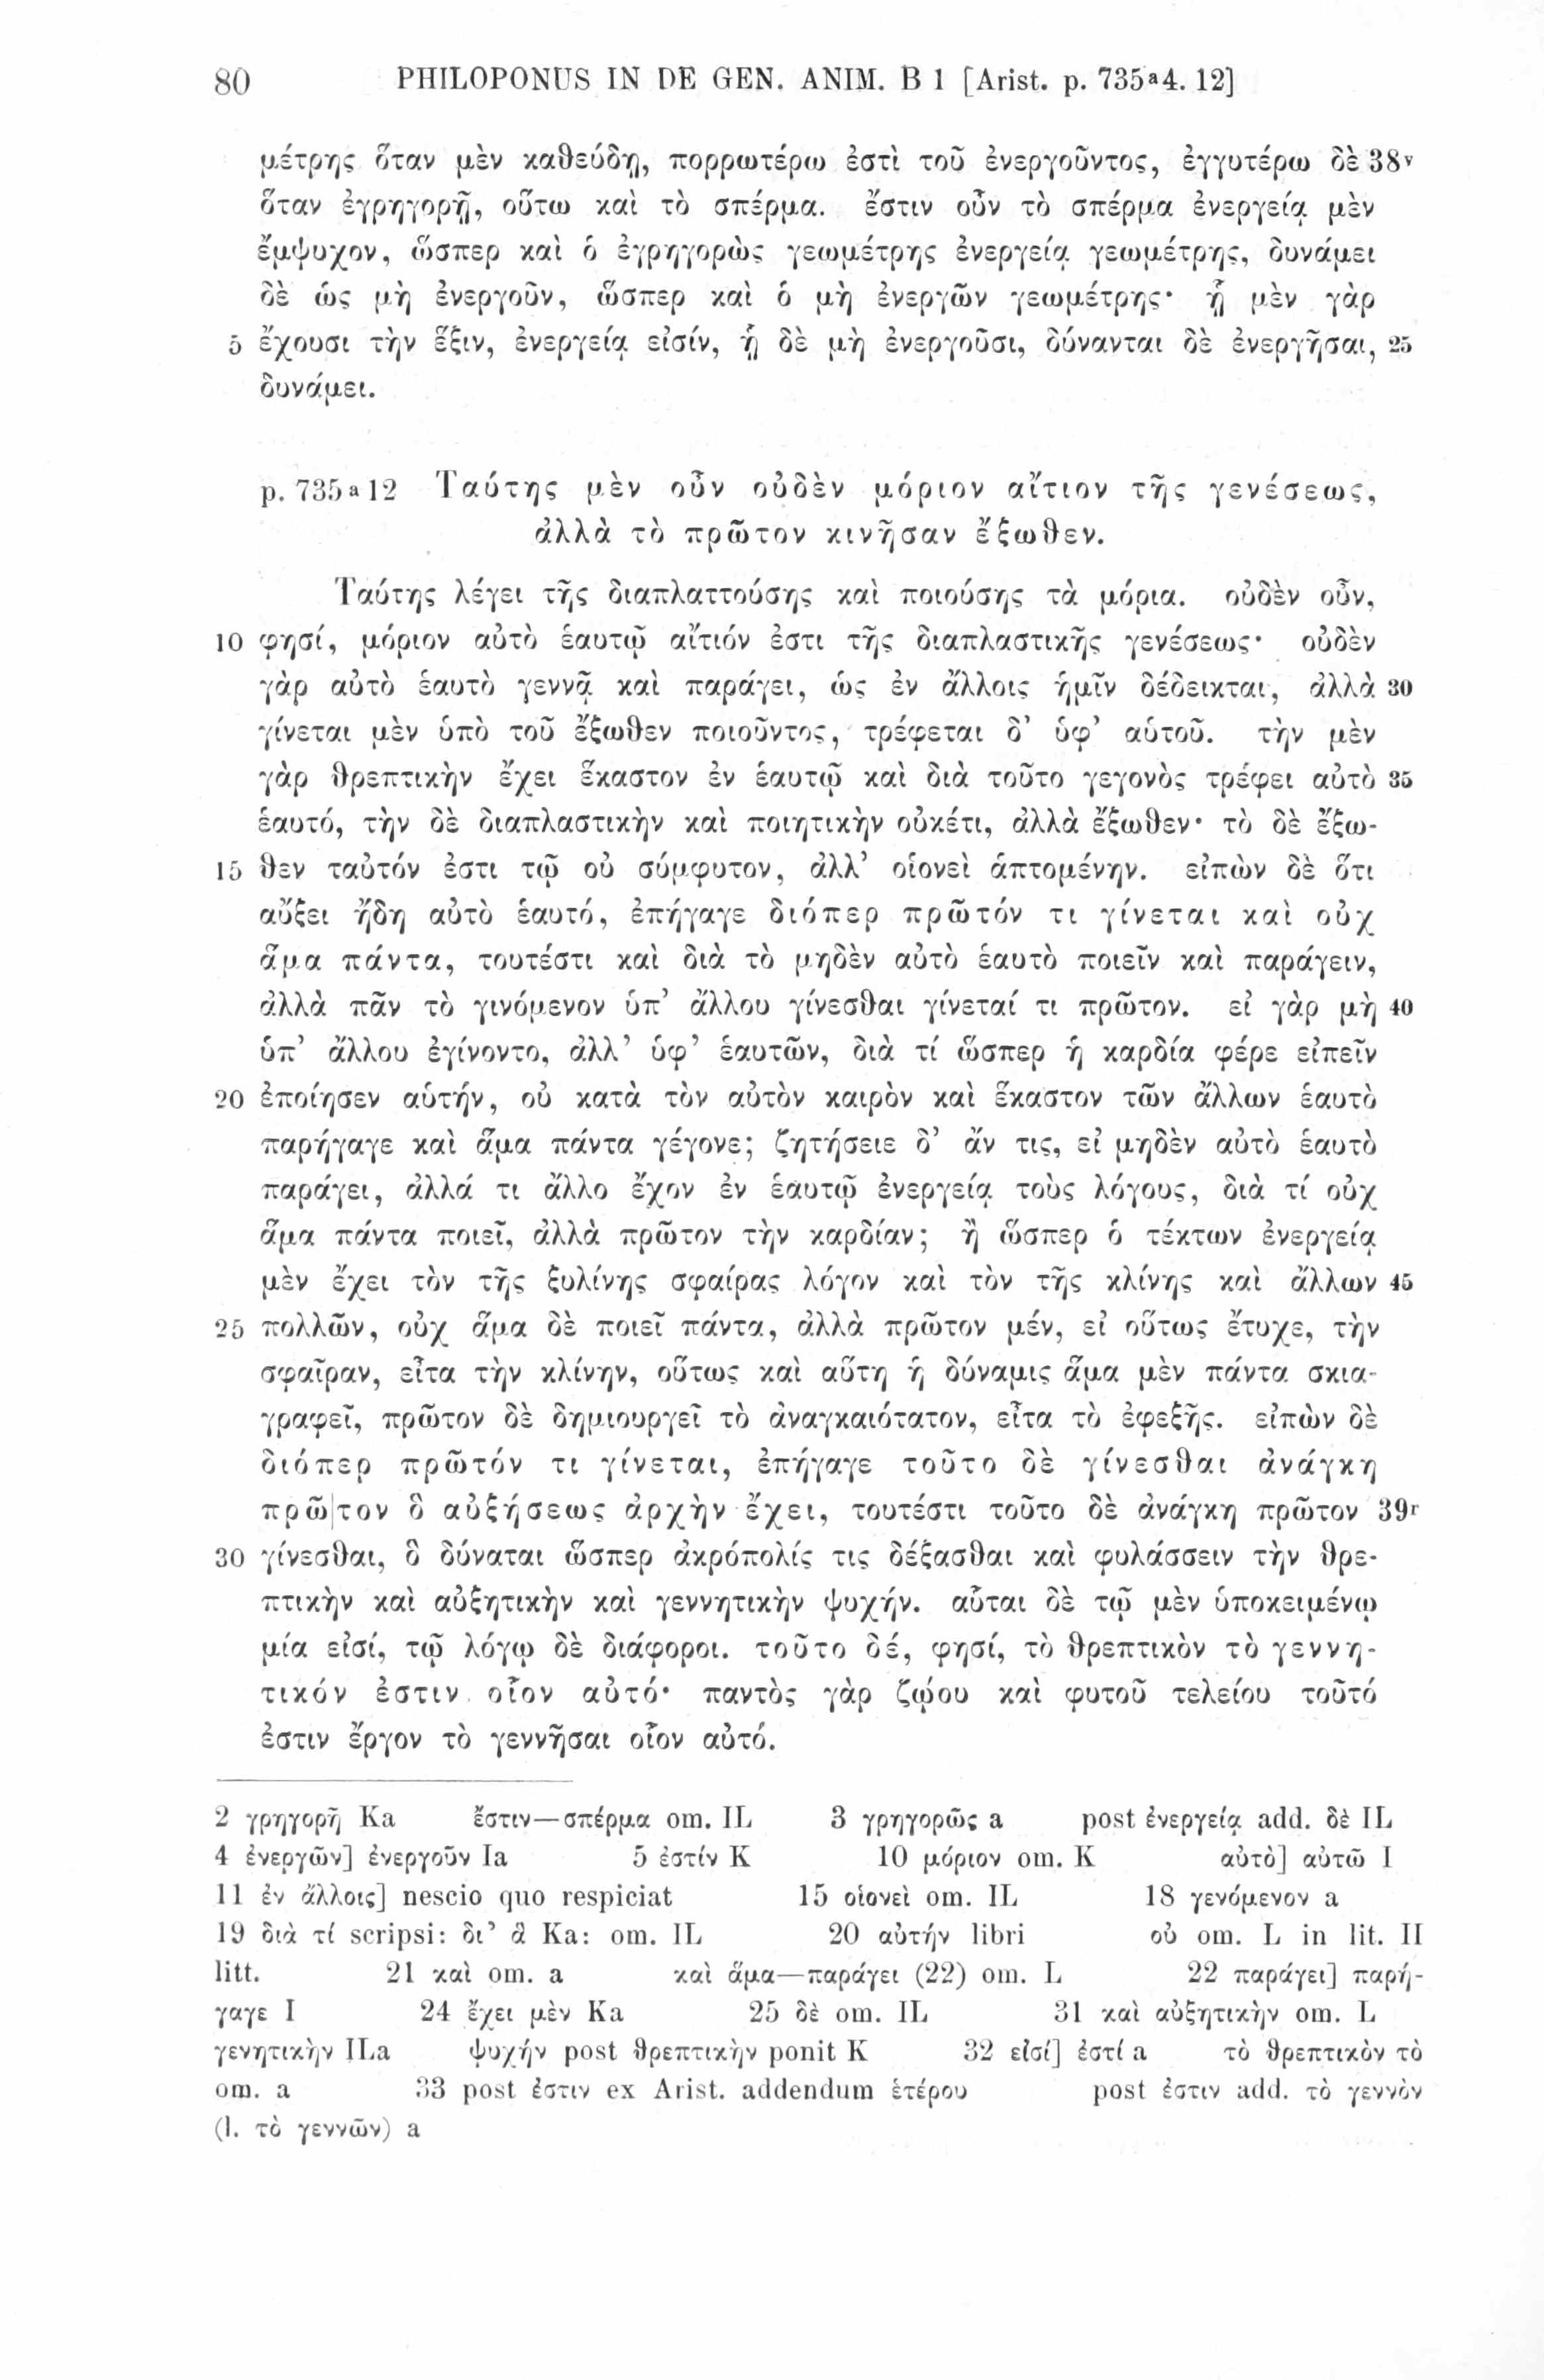 80 PHILOPONUS IN DE GEN. ANIM. B 1 [Arist. p. 735a4. 12]
μέτρης ὅταν μὲν καθεύδῃ, πορρωτέρω ἐστὶ τοῦ ἐνεργοῦντος, ἐγγυτέρω δὲ 38v
ὅταν ἐγρηγορῇ, οὕτω καὶ τὸ σπέρμα. ἔστιν οὖν τὸ σπέρμα ἐνεργείᾳ μὲν
ἔμψυχον, ὥσπερ καὶ ὁ ἐγρηγορὼς γεωμέτρης ἐνεργείᾳ γεωμέτρης, δυνάμει
δὲ ὡς μὴ ἐνεργοῦν, ὥσπερ καὶ ὁ μὴ ἐνεργῶν γεωμέτρης· ᾗ μὲν γὰρ
5 ἔχουσι τὴν ἕξιν, ἐνεργείᾳ εἰσίν, ᾗ δὲ μὴ ἐνεργοῦσι, δύνανται δὲ ἐνεργῆσαι, 25
δυνάμει.
p. 735a12 Ταύτης μὲν οὖν οὐδὲν μόριον αἴτιον τῆς γενέσεως,
ἀλλὰ τὸ πρῶτον κινῆσαν ἔξωθεν.
Ταύτης λέγει τῆς διαπλαττούσης καὶ ποιούσης τὰ μόρια. οὐδὲν οὖν,
10 φησί, μόριον αὐτὸ ἑαυτῷ αἴτιόν ἐστι τῆς διαπλαστικῆς γενέσεως· οὐδὲν
γὰρ αὐτὸ ἑαυτὸ γεννᾷ καὶ παράγει, ὡς ἐν ἄλλοις ἡμῖν δέδεικται, ἀλλὰ 30
γίνεται μὲν ὑπὸ τοῦ ἔξωθεν ποιοῦντος, τρέφεται δ’ ὑφ’ αὑτοῦ. τὴν μὲν
γὰρ θρεπτικὴν ἔχει ἕκαστον ἐν ἑαυτῷ καὶ διὰ τοῦτο γεγονὸς τρέφει αὐτὸ 35
ἑαυτό, τὴν δὲ διαπλαστικὴν καὶ ποιητικὴν οὐκέτι, ἀλλὰ ἔξωθεν· τὸ δὲ ἔξω-
15 θεν ταὐτόν ἐστι τῷ οὐ σύμφυτον, ἀλλ’ οἱονεὶ ἁπτομένην. εἰπὼν δὲ ὅτι
αὔξει ἤδη αὐτὸ ἑαυτό, ἐπήγαγε διόπερ πρῶτόν τι γίνεται καὶ οὐχ
ἅμα πάντα, τουτέστι καὶ διὰ τὸ μηδὲν αὐτὸ ἑαυτὸ ποιεῖν καὶ παράγειν,
ἀλλὰ πᾶν τὸ γινόμενον ὑπ’ ἄλλου γίνεσθαι γίνεταί τι πρῶτον. εἰ γὰρ μὴ 40
ὑπ’ ἄλλου ἐγίνοντο, ἀλλ’ ὑφ’ ἑαυτῶν, διὰ τί ὥσπερ ἡ καρδία φέρε εἰπεῖν
20 ἐποίησεν αὑτήν, οὐ κατὰ τὸν αὐτὸν καιρὸν καὶ ἕκαστον τῶν ἄλλων ἑαυτὸ
παρήγαγε καὶ ἅμα πάντα γέγονε; ζητήσειε δ’ ἄν τις, εἰ μηδὲν αὐτὸ ἑαυτὸ
παράγει, ἀλλά τι ἄλλο ἔχον ἐν ἑαυτῷ ἐνεργείᾳ τοὺς λόγους, διὰ τί οὐχ
ἅμα πάντα ποιεῖ, ἀλλὰ πρῶτον τὴν καρδίαν; ἢ ὥσπερ ὁ τέκτων ἐνεργείᾳ
μὲν ἔχει τὸν τῆς ξυλίνης σφαίρας λόγον καὶ τὸν τῆς κλίνης καὶ ἄλλων 45
25 πολλῶν, οὐχ ἅμα δὲ ποιεῖ πάντα, ἀλλὰ πρῶτον μέν, εἰ οὕτως ἔτυχε, τὴν
σφαῖραν, εἶτα τὴν κλίνην, οὕτως καὶ αὕτη ἡ δύναμις ἅμα μὲν πάντα σκια-
γραφεῖ, πρῶτον δὲ δημιουργεῖ τὸ ἀναγκαιότατον, εἶτα τὸ ἐφεξῆς. εἰπὼν δὲ
διόπερ πρῶτόν τι γίνεται, ἐπήγαγε τοῦτο δὲ γίνεσθαι ἀνάγκη
πρῶ|τον ὃ αὐξήσεως ἀρχὴν ἔχει, τουτέστι τοῦτο δὲ ἀνάγκη πρῶτον 39r
30 γίνεσθαι, ὃ δύναται ὥσπερ ἀκρόπολίς τις δέξασθαι καὶ φυλάσσειν τὴν θρε-
πτικὴν καὶ αὐξητικὴν καὶ γεννητικὴν ψυχήν. αὗται δὲ τῷ μὲν ὑποκειμένῳ
μία εἰσί, τῷ λόγῳ δὲ διάφοροι. τοῦτο δέ, φησί, τὸ θρεπτικὸν τὸ γεννη-
τικόν ἐστιν οἷον αὐτό· παντὸς γὰρ ζῴου καὶ φυτοῦ τελείου τοῦτό
ἐστιν ἔργον τὸ γεννῆσαι οἷον αὐτό.
2 γρηγορῇ Ka ἔστιν—σπέρμα om. IL 3 γρηγορῶς a post ἐνεργείᾳ add. δὲ IL
4 ἐνεργῶν] ἐνεργοῦν Ia 5 ἐστίν K 10 μόριον om. K αὐτὸ] αὐτῶ I
11 ἐν ἄλλοις] nescio quo respiciat 15 οἱονεὶ om. IL 18 γενόμενον a
19 διὰ τί scripsi: δι’ ἃ Ka: om. IL 20 αὐτήν libri οὐ om. L in lit. II
litt. 21 καὶ om. a καὶ ἅμα—παράγει (22) om. L 22 παράγει] παρή-
γαγε I 24 ἔχει μὲν Ka 25 δὲ om. IL 31 καὶ αὐξητικὴν om. L
γενητικὴν ILa ψυχήν post θρεπτικὴν ponit K 32 εἰσί] ἐστί a τὸ θρεπτικὸν τὸ
om. a 33 post ἐστιν ex Arist. addendum ἑτέρου post ἐστιν add. τὸ γεννὸν
(l. τὸ γεννῶν) a